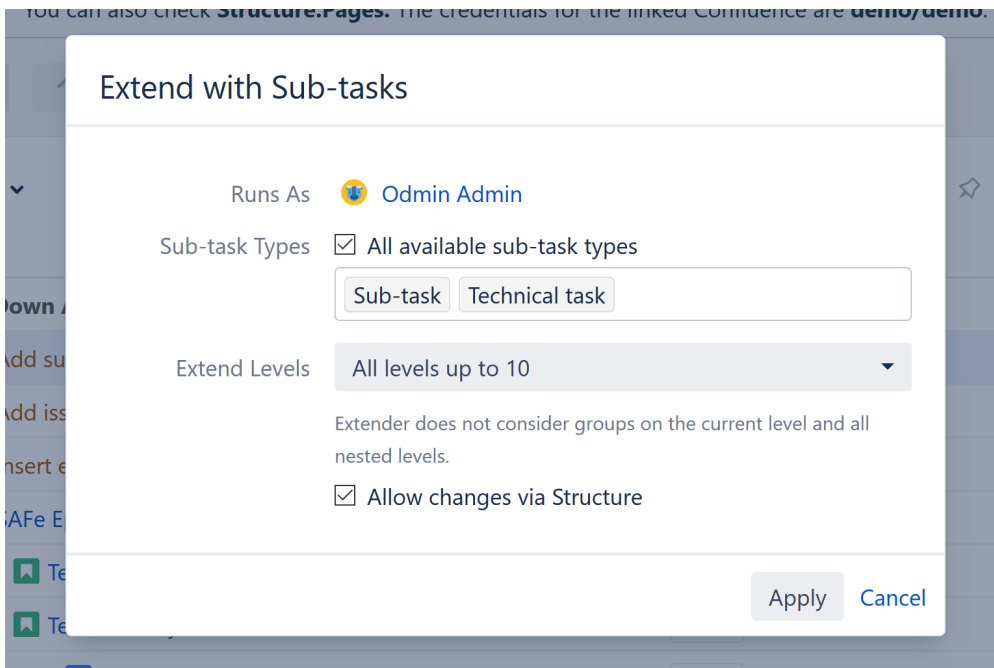 You can also check Structure.Pages. The credentials for the linked Confluence are demo/demo.
Extend with Sub-tasks
Runs As Odmin Admin
Sub-task Types All available sub-task types
Sub-task Technical task
Down
Add
Extend Levels All levels up to 10
Add
Extender does not consider groups on the current level and all
nested levels.
Allow changes via Structure
Apply Cancel